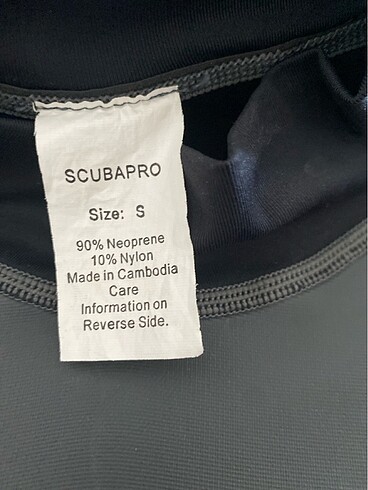 SCUBAPRO
Size: S
90% Neoprene
10% Nylon
Made in Cambodia
Care
Information on
Reverse Side.